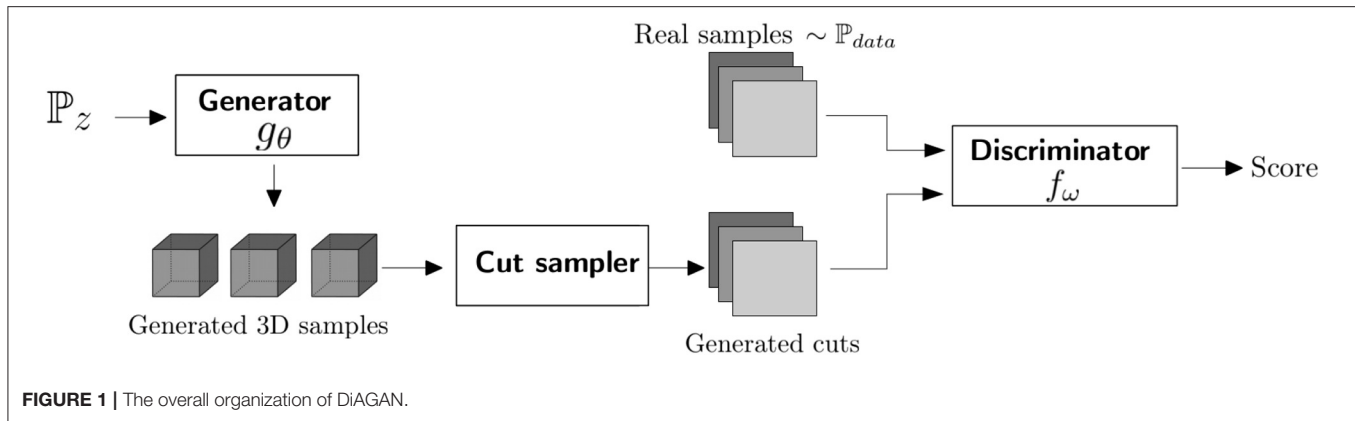 Real samples ∼ ℙ_data
ℙ_z
Generator
g_θ
Discriminator
f_ω
Score
Cut sampler
Generated 3D samples
Generated cuts
FIGURE 1 | The overall organization of DiAGAN.